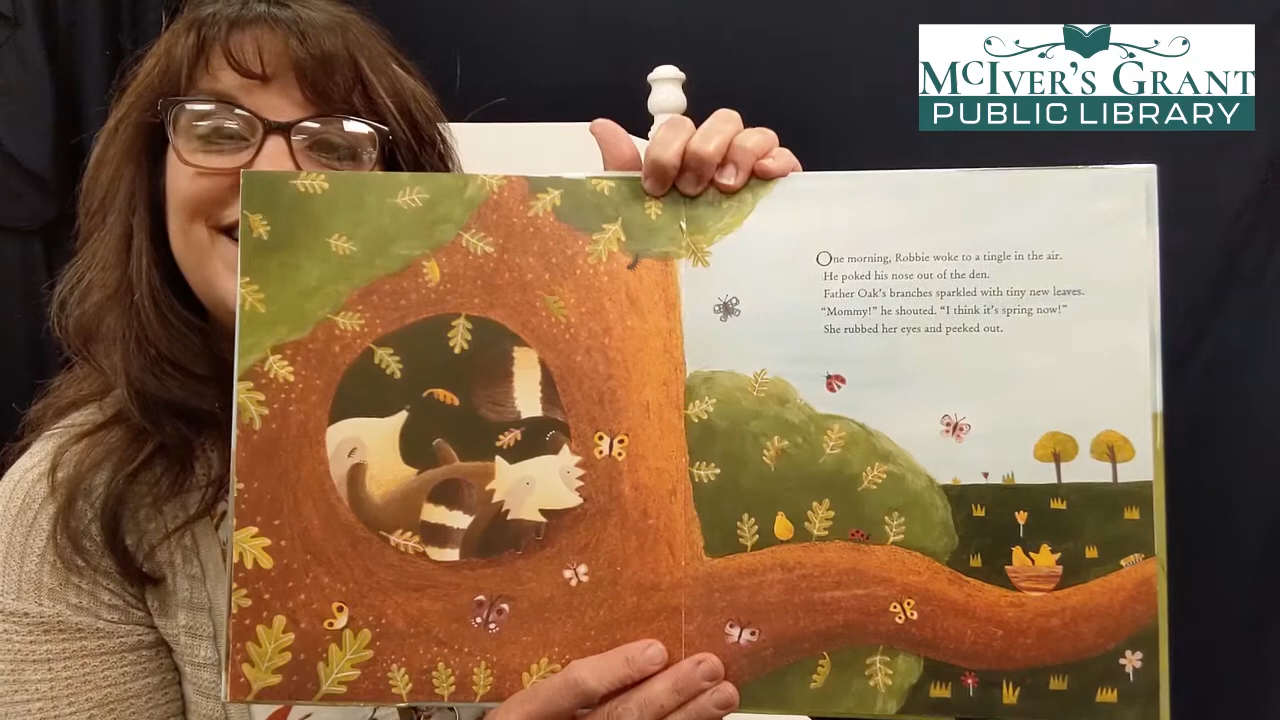 McIver's Grant
PUBLIC LIBRARY
One morning, Robbie woke to a tingle in the air.
He poked his nose out of the den.
Father Oak's branches sparkled with tiny new leaves.
"Mommy!" he shouted. "I think it's spring now!"
She rubbed her eyes and peeked out.